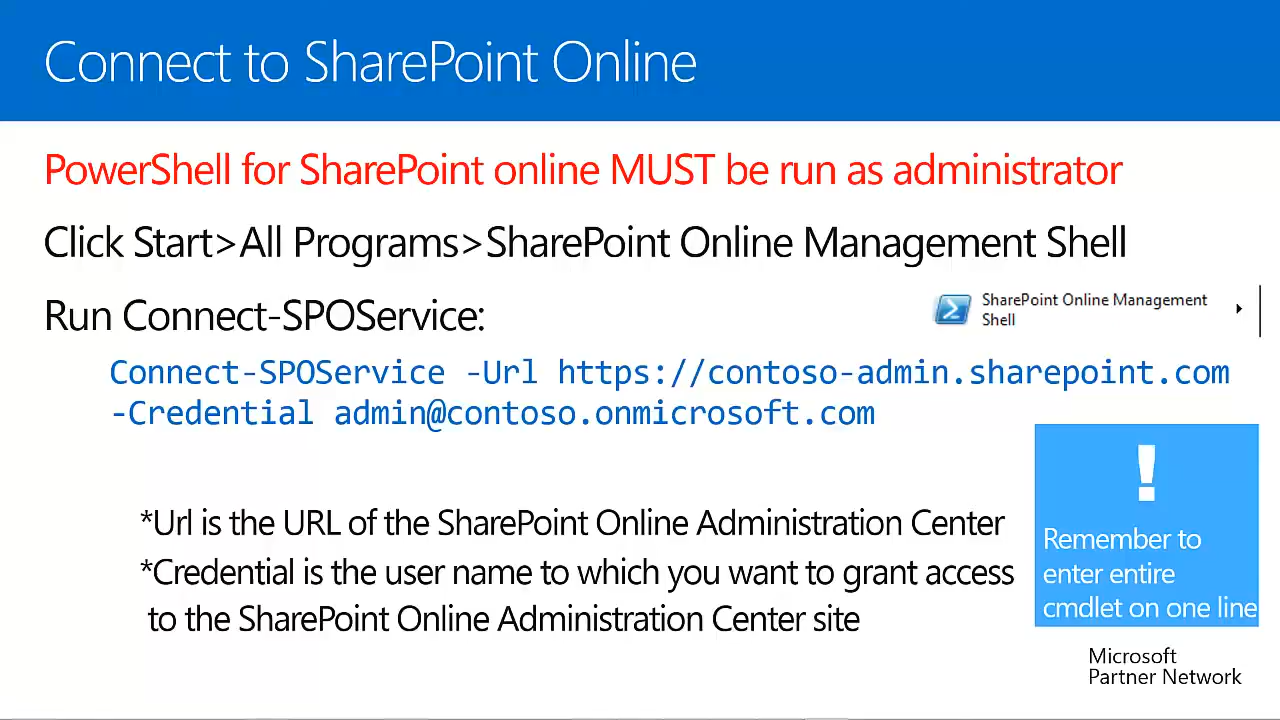 Connect to SharePoint Online
PowerShell for SharePoint online MUST be run as administrator
Click Start>All Programs>SharePoint Online Management Shell
SharePoint Online Management
Shell
Run Connect-SPOService:
Connect-SPOService -Url https://contoso-admin.sharepoint.com
-Credential admin@contoso.onmicrosoft.com
*Url is the URL of the SharePoint Online Administration Center
*Credential is the user name to which you want to grant access
to the SharePoint Online Administration Center site
!
Remember to
enter entire
cmdlet on one line
Microsoft
Partner Network